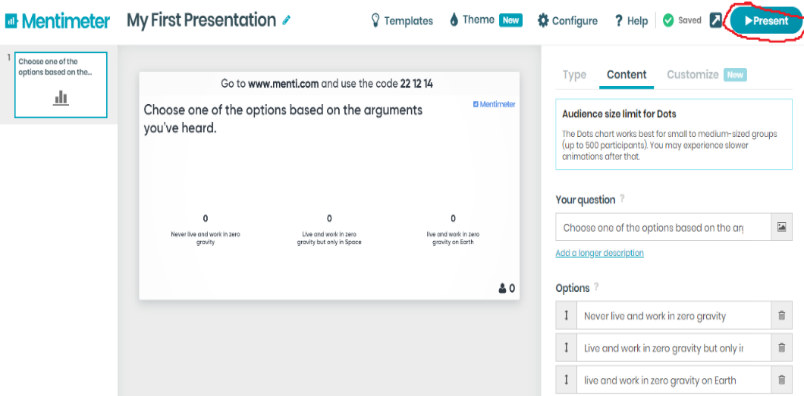 Mentimeter My First Presentation Templates Theme New Configure ? Help Saved Present
1 Choose one of the
options based on the...
Go to www.menti.com and use the code 22 12 14
Mentimeter
Choose one of the options based on the arguments
you've heard.
0 0 0
Never live and work in zero
gravity
Live and work in zero
gravity but only in Space
live and work in zero
gravity on Earth
0
Type Content Customize New
Audience size limit for Dots
The Dots chart works best for small to medium-sized groups
(up to 500 participants). You may experience slower
animations after that.
Your question ?
Choose one of the options based on the arg
Add a longer description
Options ?
Never live and work in zero gravity
Live and work in zero gravity but only in
live and work in zero gravity on Earth